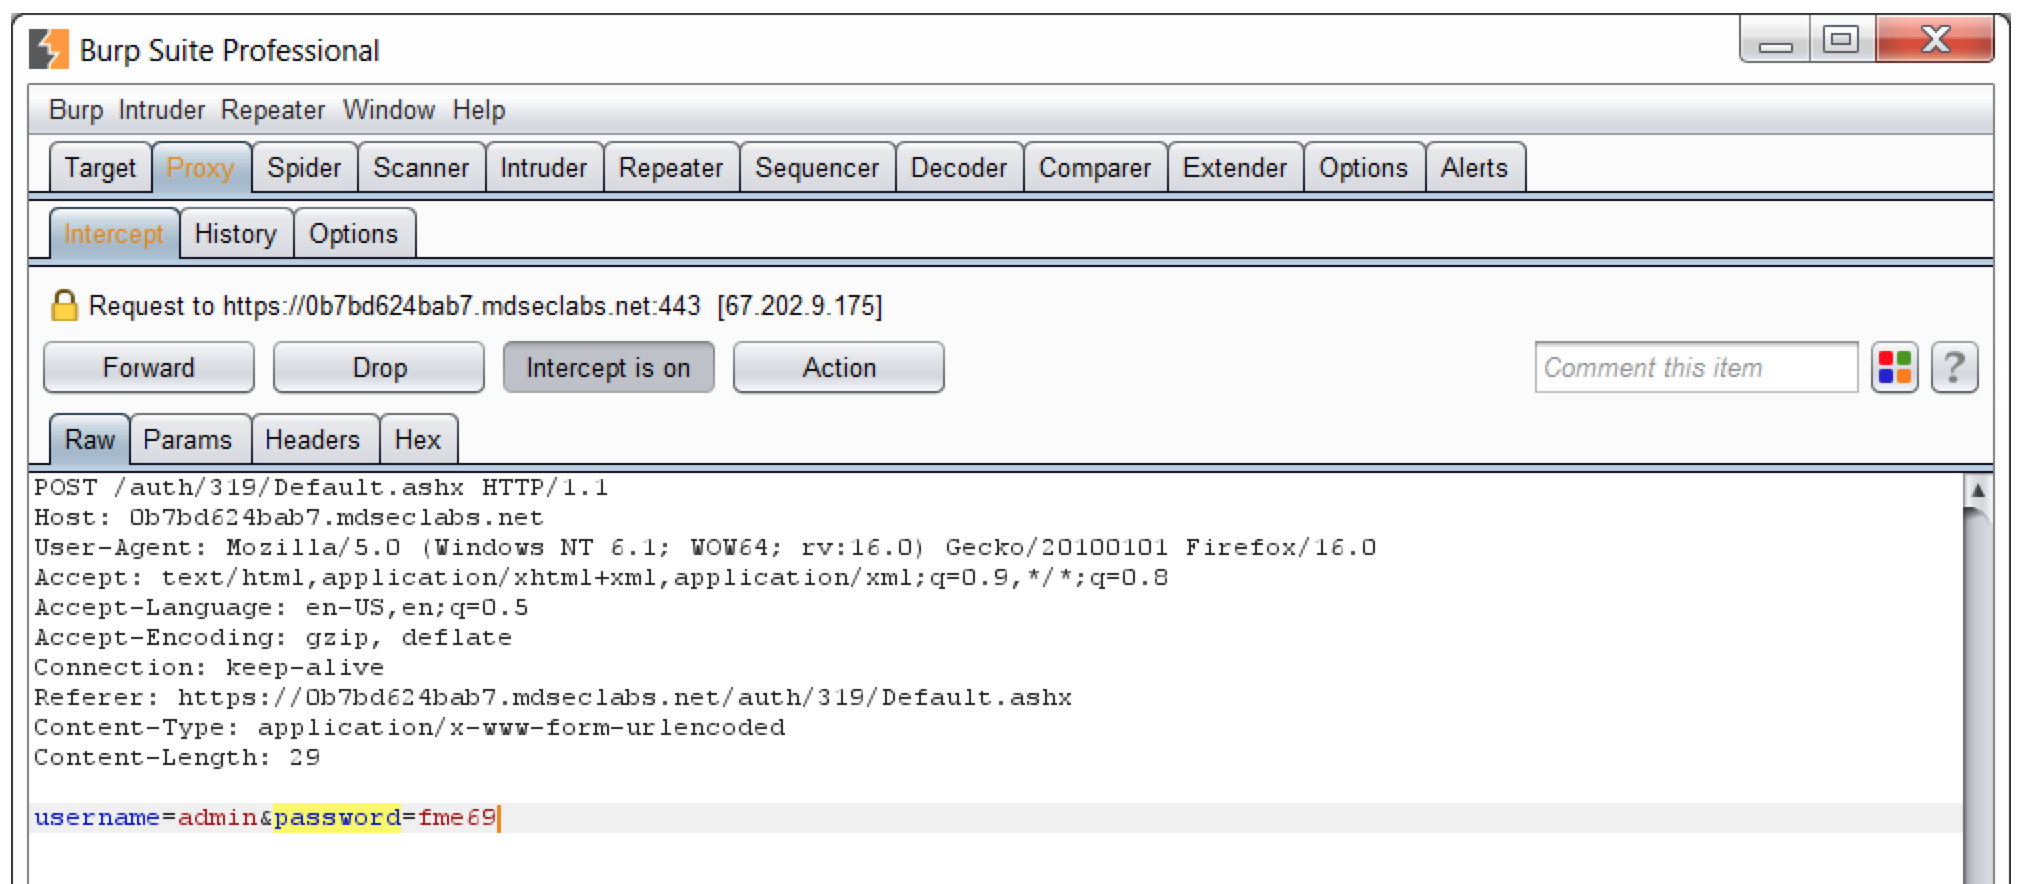 Burp Suite Professional
Burp Intruder Repeater Window Help
Target Proxy Spider Scanner Intruder Repeater Sequencer Decoder Comparer Extender Options Alerts
Intercept History Options
Request to https://0b7bd624bab7.mdseclabs.net:443 [67.202.9.175]
Forward Drop Intercept is on Action Comment this item ?
Raw Params Headers Hex
POST /auth/319/Default.ashx HTTP/1.1
Host: 0b7bd624bab7.mdseclabs.net
User-Agent: Mozilla/5.0 (Windows NT 6.1; WOW64; rv:16.0) Gecko/20100101 Firefox/16.0
Accept: text/html,application/xhtml+xml,application/xml;q=0.9,*/*;q=0.8
Accept-Language: en-US,en;q=0.5
Accept-Encoding: gzip, deflate
Connection: keep-alive
Referer: https://0b7bd624bab7.mdseclabs.net/auth/319/Default.ashx
Content-Type: application/x-www-form-urlencoded
Content-Length: 29
username=admin&password=fme69